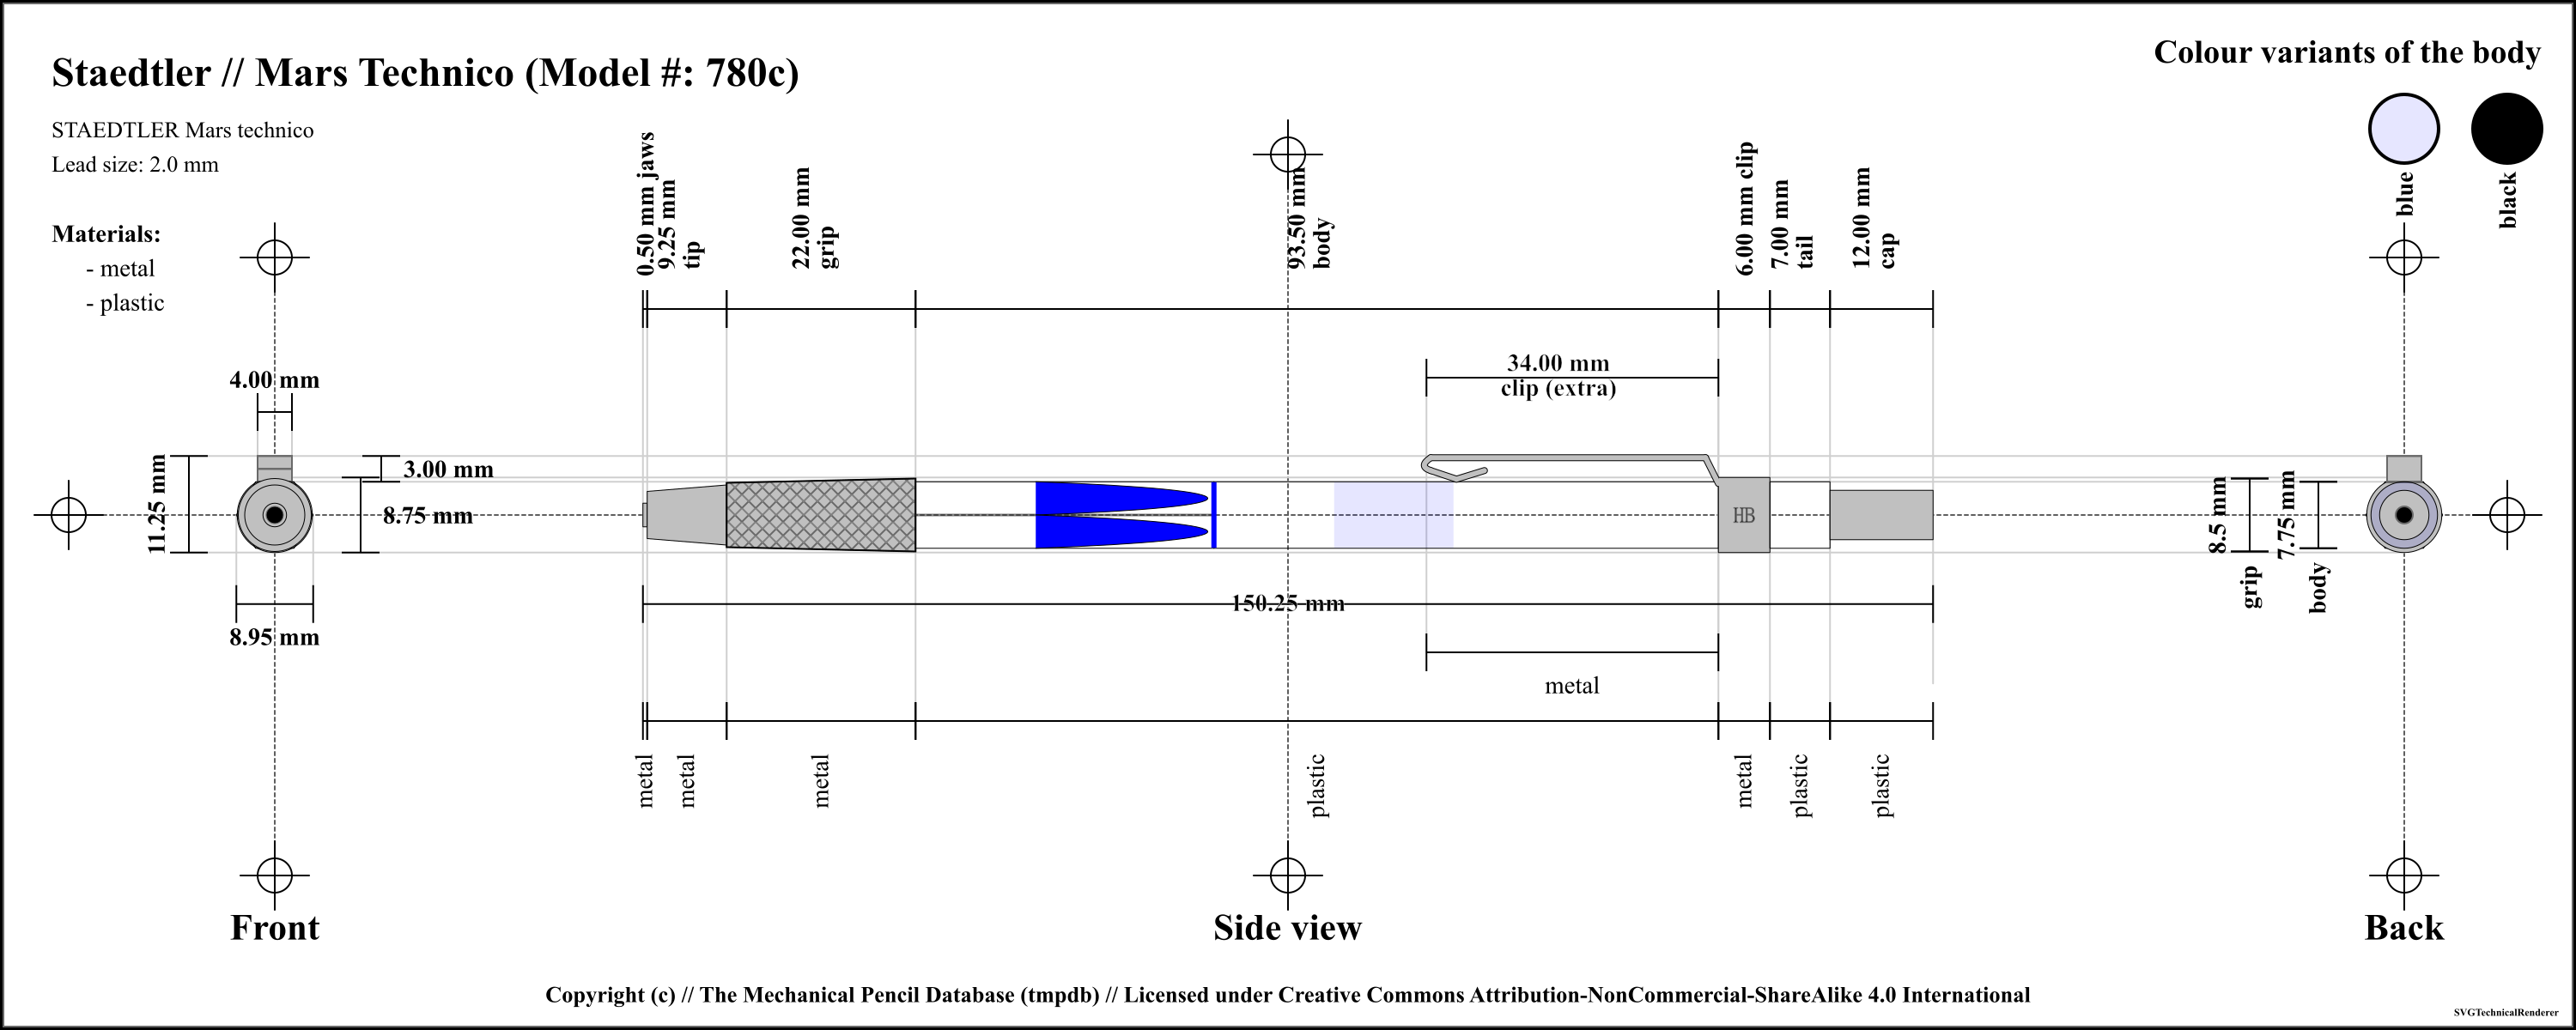 Staedtler // Mars Technico (Model #: 780c)
Colour variants of the body
STAEDTLER Mars technico
Lead size: 2.0 mm
Materials:
- metal
- plastic
blue
black
0.50 mm jaws
9.25 mm
tip
22.00 mm
grip
93.50 mm
body
6.00 mm clip
7.00 mm
tail
12.00 mm
cap
34.00 mm
clip (extra)
4.00 mm
11.25 mm
3.00 mm
8.75 mm
8.95 mm
HB
8.5 mm
grip
7.75 mm
body
150.25 mm
metal
metal
metal
metal
plastic
metal
plastic
plastic
Front
Side view
Back
Copyright (c) // The Mechanical Pencil Database (tmpdb) // Licensed under Creative Commons Attribution-NonCommercial-ShareAlike 4.0 International
SVGTechnicalRenderer